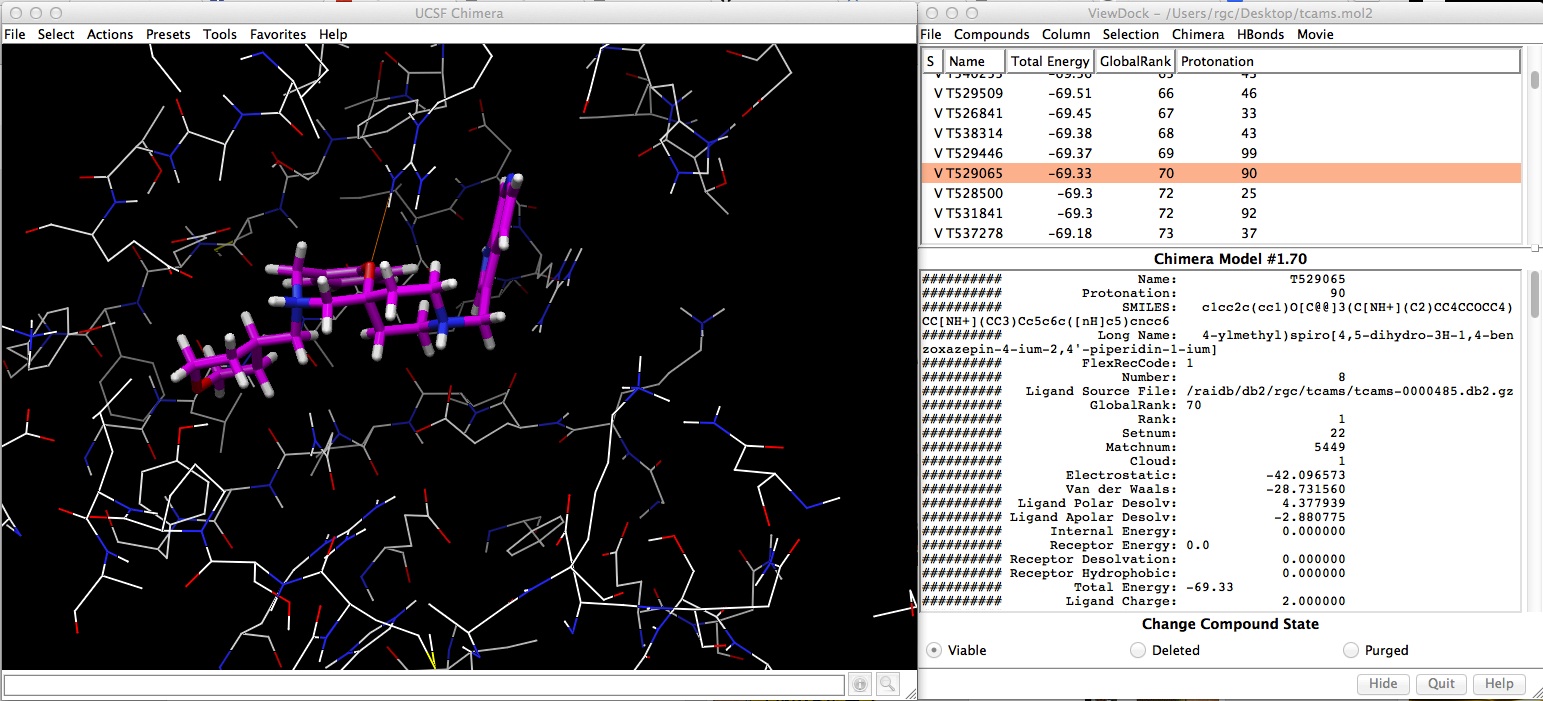 UCSF Chimera
File Select Actions Presets Tools Favorites Help
ViewDock - /Users/rgc/Desktop/tcams.mol2
File Compounds Column Selection Chimera HBonds Movie
S Name Total Energy GlobalRank Protonation
V T529509 -69.51 66 46
V T526841 -69.45 67 33
V T538314 -69.38 68 43
V T529446 -69.37 69 99
V T529065 -69.33 70 90
V T528500 -69.3 72 25
V T531841 -69.3 72 92
V T537278 -69.18 73 37
Chimera Model #1.70
########## Name: T529065
########## Protonation: 90
########## SMILES: c1cc2c(cc1)O[C@@]3(C[NH+](C2)CC4CCOCC4)
CC[NH+](CC3)Cc5c6c([nH]c5)cncc6
########## Long Name: 4-ylmethyl)spiro[4,5-dihydro-3H-1,4-ben
zoxazepin-4-ium-2,4'-piperidin-1-ium]
########## FlexRecCode: 1
########## Number: 8
########## Ligand Source File: /raidb/db2/rgc/tcams/tcams-0000485.db2.gz
########## GlobalRank: 70
########## Rank: 1
########## Setnum: 22
########## Matchnum: 5449
########## Cloud: 1
########## Electrostatic: -42.096573
########## Van der Waals: -28.731560
########## Ligand Polar Desolv: 4.377939
########## Ligand Apolar Desolv: -2.880775
########## Internal Energy: 0.000000
########## Receptor Energy: 0.0
########## Receptor Desolvation: 0.000000
########## Receptor Hydrophobic: 0.000000
########## Total Energy: -69.33
########## Ligand Charge: 2.000000
Change Compound State
Viable Deleted Purged
Hide Quit Help